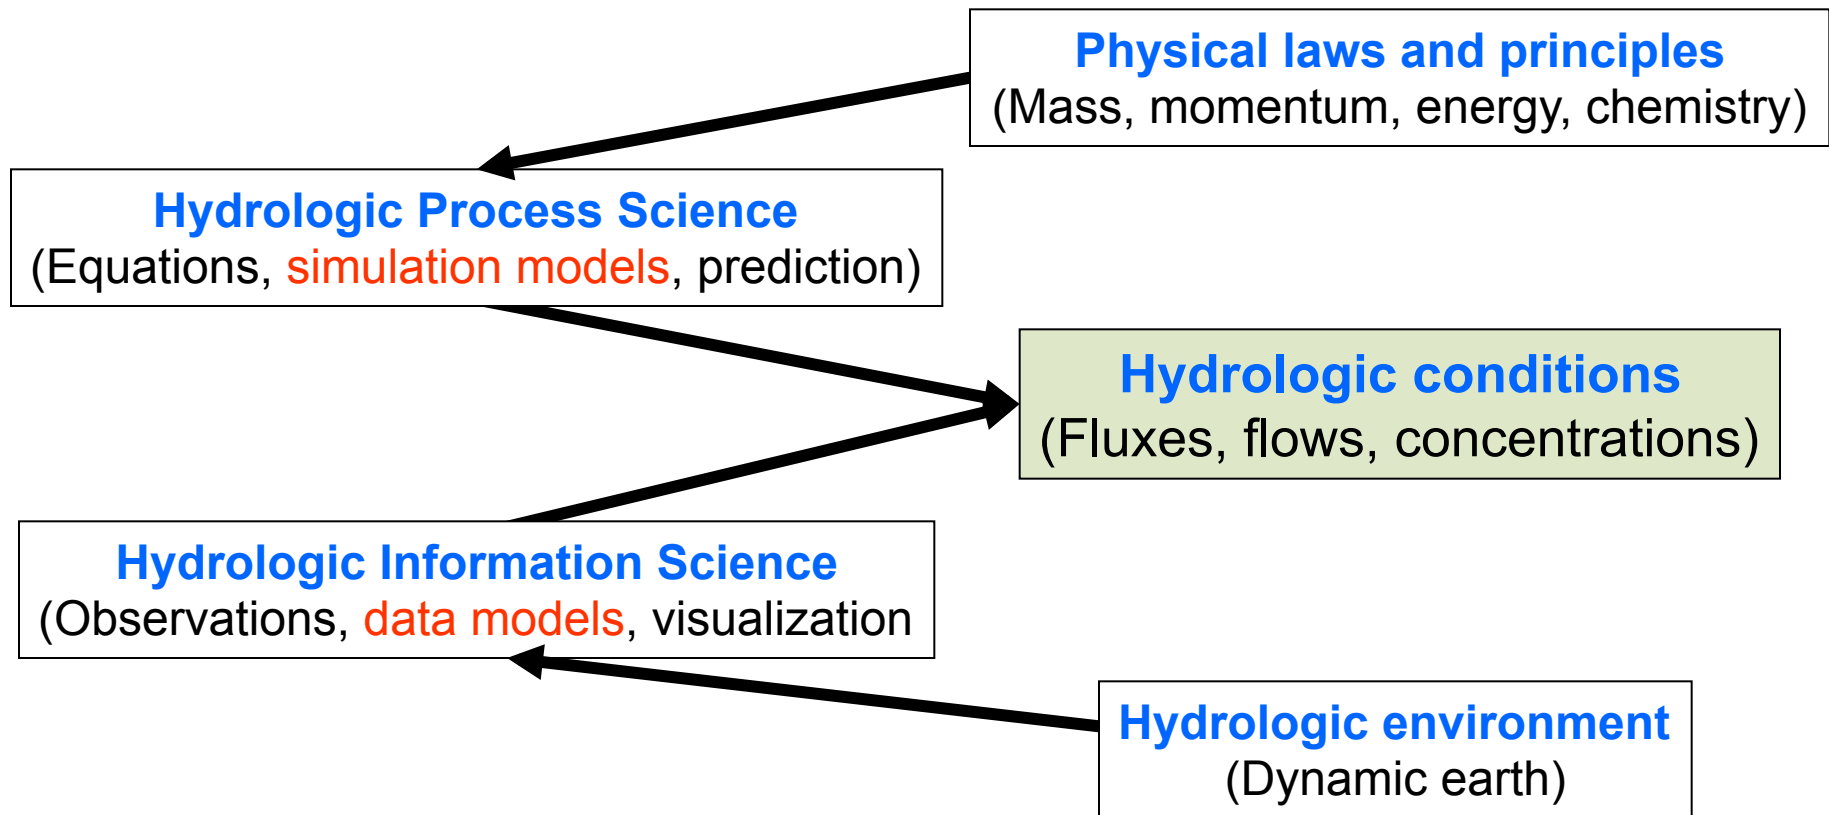 Physical laws and principles
(Mass, momentum, energy, chemistry)
Hydrologic Process Science
(Equations, simulation models, prediction)
Hydrologic conditions
(Fluxes, flows, concentrations)
Hydrologic Information Science
(Observations, data models, visualization
Hydrologic environment
(Dynamic earth)